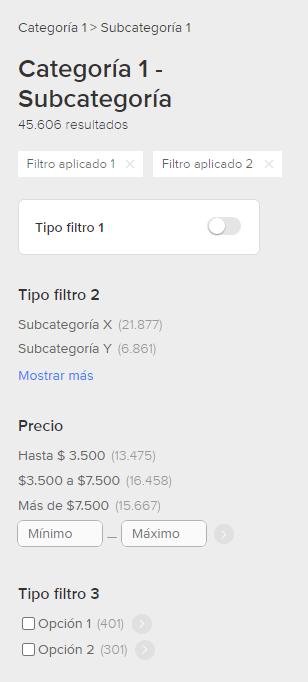 Categoría 1 > Subcategoría 1
Categoría 1 -
Subcategoría
45.606 resultados
Filtro aplicado 1 × Filtro aplicado 2 ×
Tipo filtro 1
Tipo filtro 2
Subcategoría X (21.877)
Subcategoría Y (6.861)
Mostrar más
Precio
Hasta $ 3.500 (13.475)
$3.500 a $7.500 (16.458)
Más de $7.500 (15.667)
Mínimo — Máximo
Tipo filtro 3
Opción 1 (401)
Opción 2 (301)